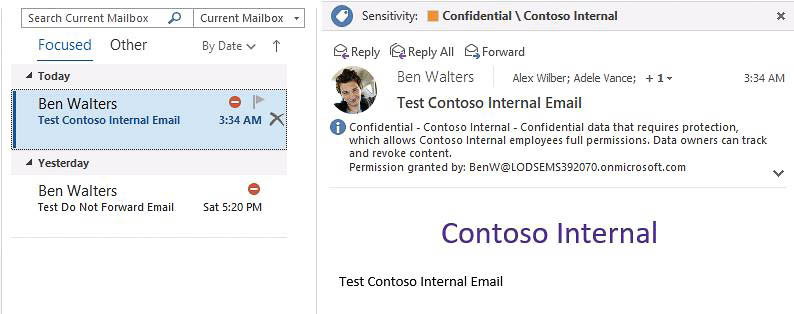 Search Current Mailbox
Current Mailbox
Focused Other By Date
Today
Ben Walters
Test Contoso Internal Email 3:34 AM
Yesterday
Ben Walters
Test Do Not Forward Email Sat 5:20 PM
Sensitivity: Confidential \ Contoso Internal
Reply Reply All Forward
Ben Walters Alex Wilber; Adele Vance; + 1 3:34 AM
Test Contoso Internal Email
Confidential - Contoso Internal - Confidential data that requires protection,
which allows Contoso Internal employees full permissions. Data owners can track
and revoke content.
Permission granted by: BenW@LODSEMS392070.onmicrosoft.com
Contoso Internal
Test Contoso Internal Email